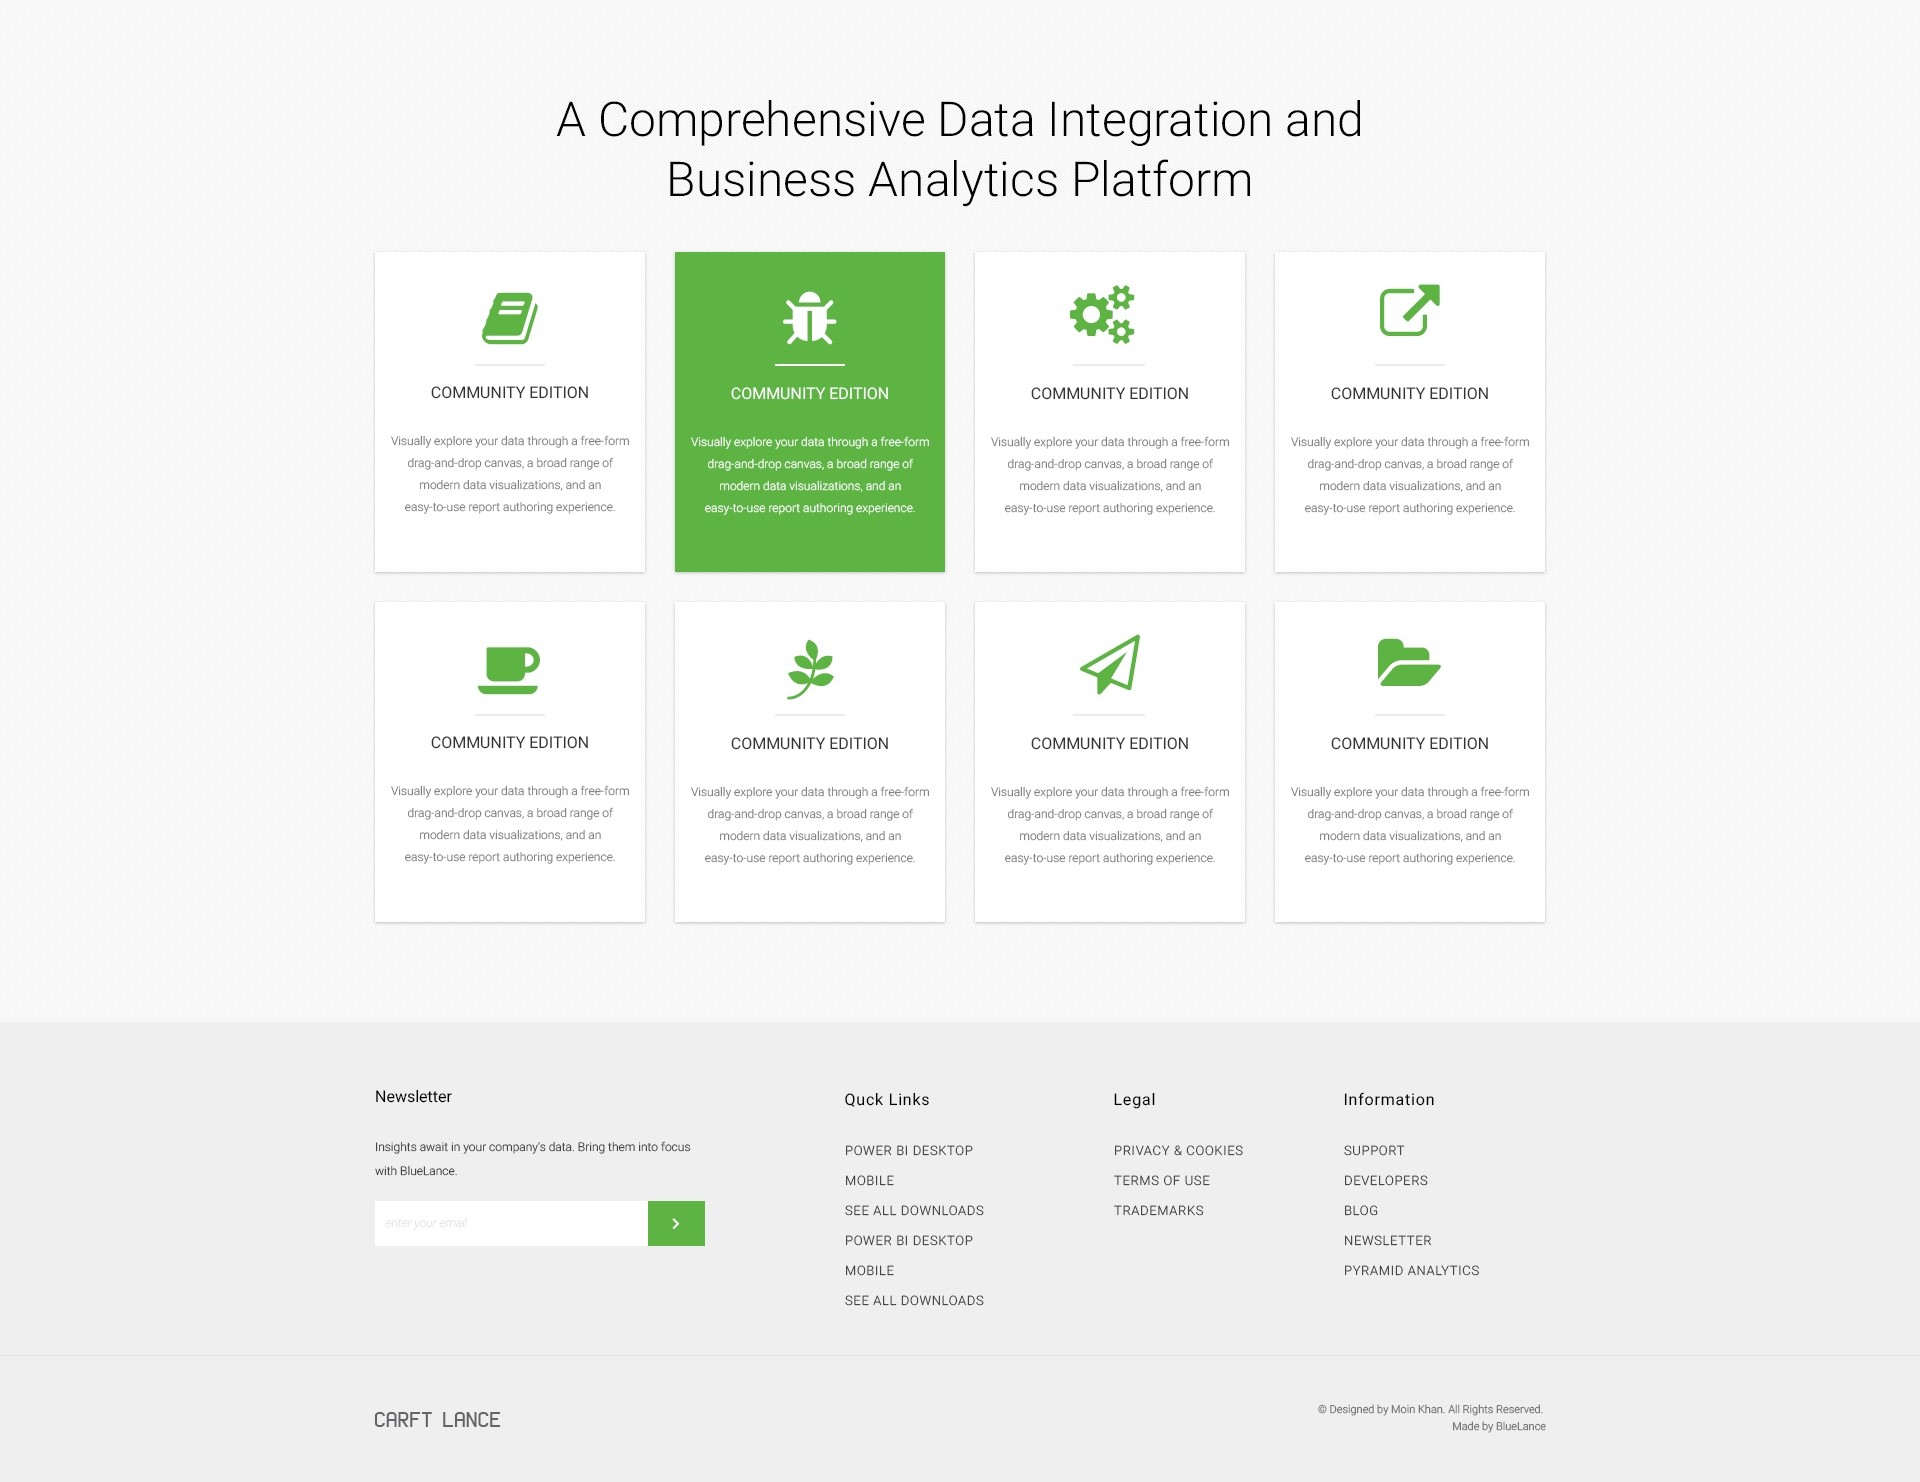 A Comprehensive Data Integration and
Business Analytics Platform
COMMUNITY EDITION
Visually explore your data through a free-form
drag-and-drop canvas, a broad range of
modern data visualizations, and an
easy-to-use report authoring experience.
COMMUNITY EDITION
Visually explore your data through a free-form
drag-and-drop canvas, a broad range of
modern data visualizations, and an
easy-to-use report authoring experience.
COMMUNITY EDITION
Visually explore your data through a free-form
drag-and-drop canvas, a broad range of
modern data visualizations, and an
easy-to-use report authoring experience.
COMMUNITY EDITION
Visually explore your data through a free-form
drag-and-drop canvas, a broad range of
modern data visualizations, and an
easy-to-use report authoring experience.
COMMUNITY EDITION
Visually explore your data through a free-form
drag-and-drop canvas, a broad range of
modern data visualizations, and an
easy-to-use report authoring experience.
COMMUNITY EDITION
Visually explore your data through a free-form
drag-and-drop canvas, a broad range of
modern data visualizations, and an
easy-to-use report authoring experience.
COMMUNITY EDITION
Visually explore your data through a free-form
drag-and-drop canvas, a broad range of
modern data visualizations, and an
easy-to-use report authoring experience.
COMMUNITY EDITION
Visually explore your data through a free-form
drag-and-drop canvas, a broad range of
modern data visualizations, and an
easy-to-use report authoring experience.
Newsletter
Insights await in your company's data. Bring them into focus
with BlueLance.
enter your email
Quck Links
POWER BI DESKTOP
MOBILE
SEE ALL DOWNLOADS
POWER BI DESKTOP
MOBILE
SEE ALL DOWNLOADS
Legal
PRIVACY & COOKIES
TERMS OF USE
TRADEMARKS
Information
SUPPORT
DEVELOPERS
BLOG
NEWSLETTER
PYRAMID ANALYTICS
CARFT LANCE
© Designed by Moin Khan. All Rights Reserved.
Made by BlueLance